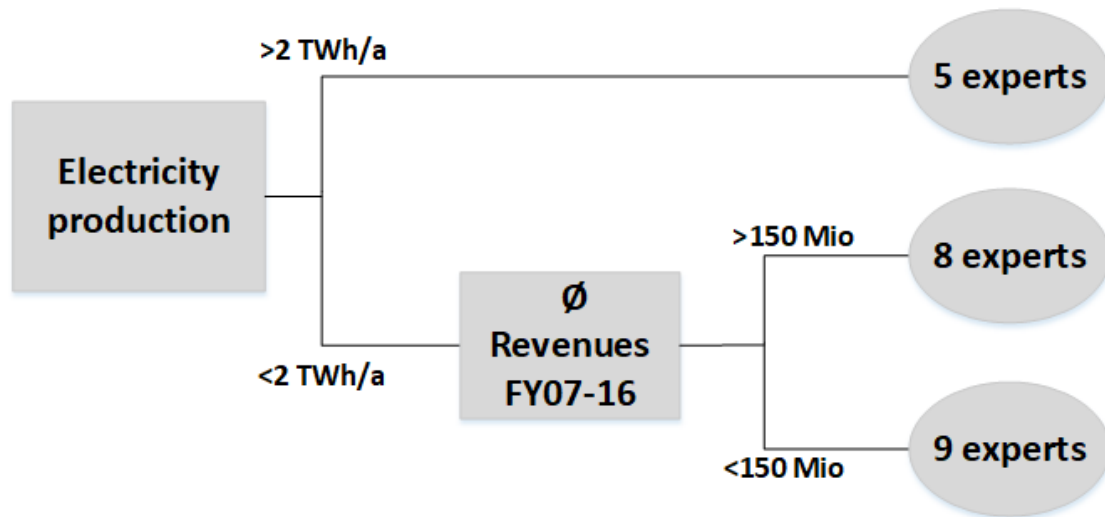 >2 TWh/a
5 experts
Electricity
production
>150 Mio
8 experts
Ø
Revenues
FY07-16
<2 TWh/a
<150 Mio
9 experts